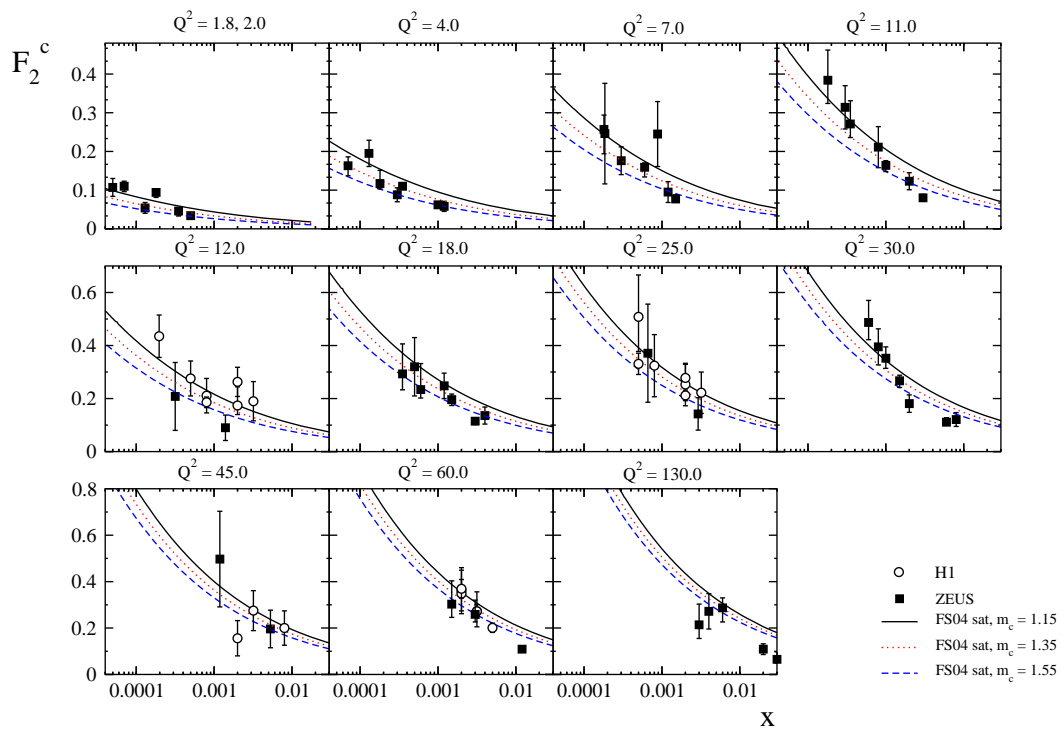 Q² = 1.8, 2.0 Q² = 4.0 Q² = 7.0 Q² = 11.0
F₂ᶜ
0.4
0.3
0.2
0.1
0
Q² = 12.0 Q² = 18.0 Q² = 25.0 Q² = 30.0
0.6
0.4
0.2
0
Q² = 45.0 Q² = 60.0 Q² = 130.0
0.8
0.6
0.4
0.2
0
0.0001 0.001 0.01 0.0001 0.001 0.01 0.0001 0.001 0.01
x
H1
ZEUS
FS04 sat, m_c = 1.15
FS04 sat, m_c = 1.35
FS04 sat, m_c = 1.55